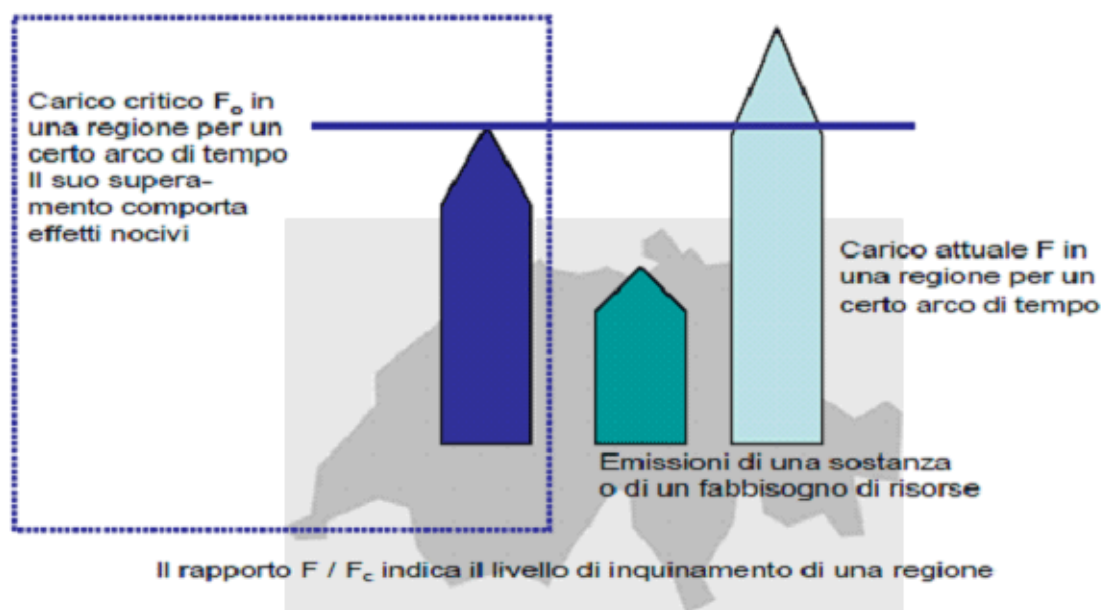 Carico critico Fo in
una regione per un
certo arco di tempo
Il suo supera-
mento comporta
effetti nocivi
Carico attuale F in
una regione per un
certo arco di tempo
Emissioni di una sostanza
o di un fabbisogno di risorse
Il rapporto F / Fc indica il livello di inquinamento di una regione